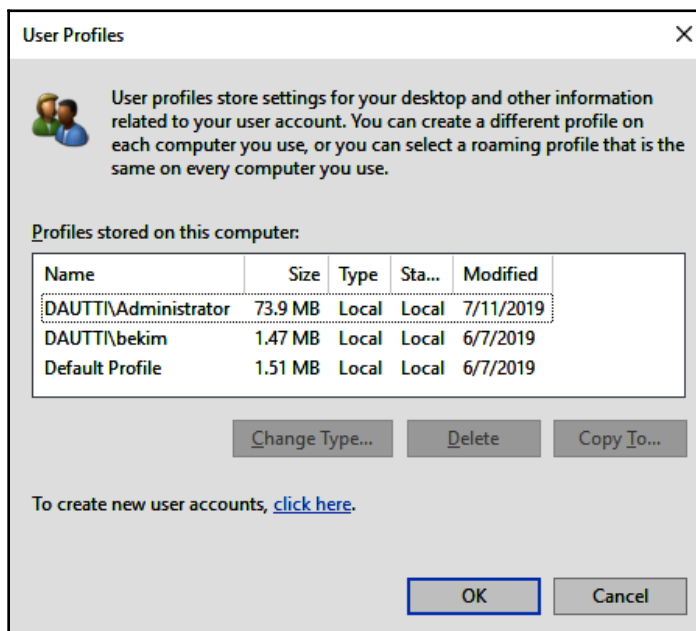 User Profiles
User profiles store settings for your desktop and other information
related to your user account. You can create a different profile on
each computer you use, or you can select a roaming profile that is the
same on every computer you use.
Profiles stored on this computer:
Name Size Type Sta... Modified
DAUTTI\Administrator 73.9 MB Local Local 7/11/2019
DAUTTI\bekim 1.47 MB Local Local 6/7/2019
Default Profile 1.51 MB Local Local 6/7/2019
Change Type... Delete Copy To...
To create new user accounts, click here.
OK Cancel